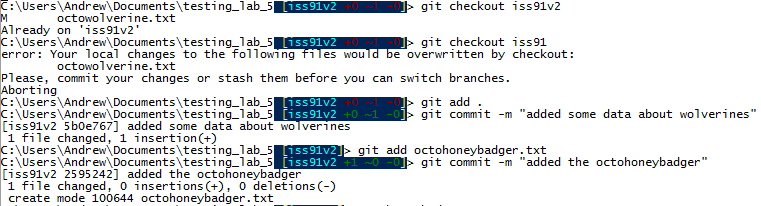 C:\Users\Andrew\Documents\testing_lab_5 [iss91v2 +0 ~1 -0]> git checkout iss91v2
M       octowolverine.txt
Already on 'iss91v2'
C:\Users\Andrew\Documents\testing_lab_5 [iss91v2 +0 ~1 -0]> git checkout iss91
error: Your local changes to the following files would be overwritten by checkout:
        octowolverine.txt
Please, commit your changes or stash them before you can switch branches.
Aborting
C:\Users\Andrew\Documents\testing_lab_5 [iss91v2 +0 ~1 -0]> git add .
C:\Users\Andrew\Documents\testing_lab_5 [iss91v2 +0 ~1 -0]> git commit -m "added some data about wolverines"
[iss91v2 5b0e767] added some data about wolverines
 1 file changed, 1 insertion(+)
C:\Users\Andrew\Documents\testing_lab_5 [iss91v2]> git add octohoneybadger.txt
C:\Users\Andrew\Documents\testing_lab_5 [iss91v2 +1 ~0 -0]> git commit -m "added the octohoneybadger"
[iss91v2 2595242] added the octohoneybadger
 1 file changed, 0 insertions(+), 0 deletions(-)
 create mode 100644 octohoneybadger.txt